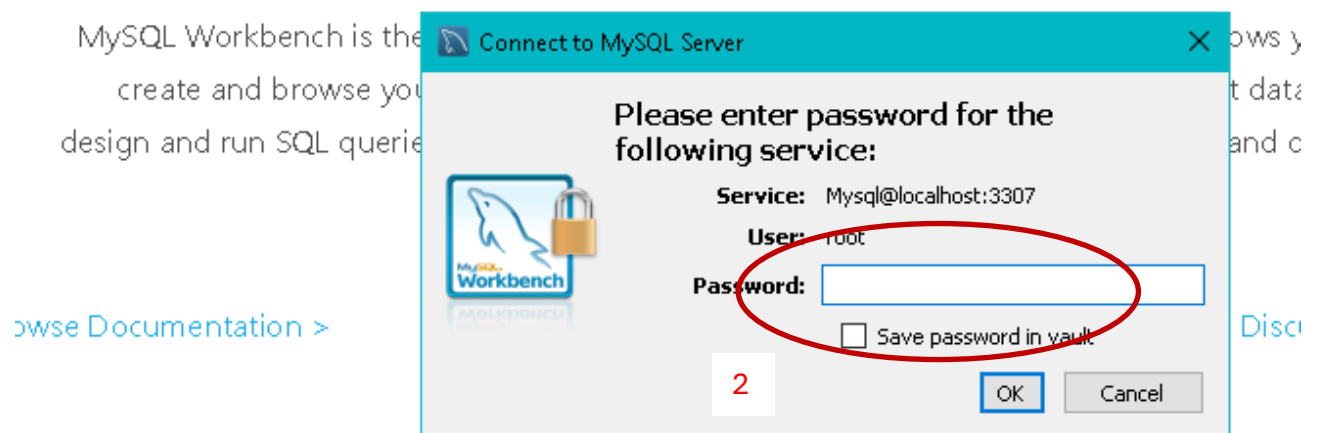 MySQL Workbench is the
create and browse you
design and run SQL querie
owse Documentation >
Connect to MySQL Server
Please enter password for the
following service:
Service: Mysql@localhost:3307
User: root
Password:
Save password in vault
OK Cancel
MySQL
Workbench
2
ows y
t data
and
Disc